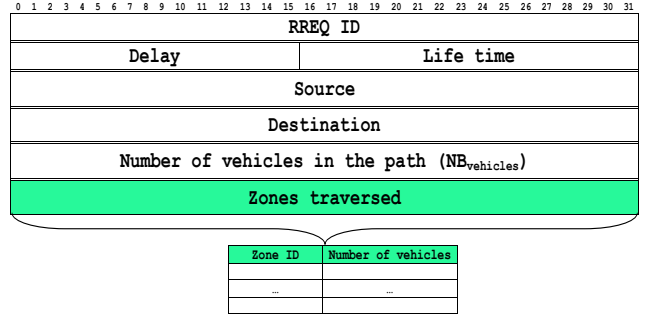 0 1 2 3 4 5 6 7 8 9 10 11 12 13 14 15 16 17 18 19 20 21 22 23 24 25 26 27 28 29 30 31
RREQ ID
Delay Life time
Source
Destination
Number of vehicles in the path (NBvehicles)
Zones traversed
Zone ID Number of vehicles
… …